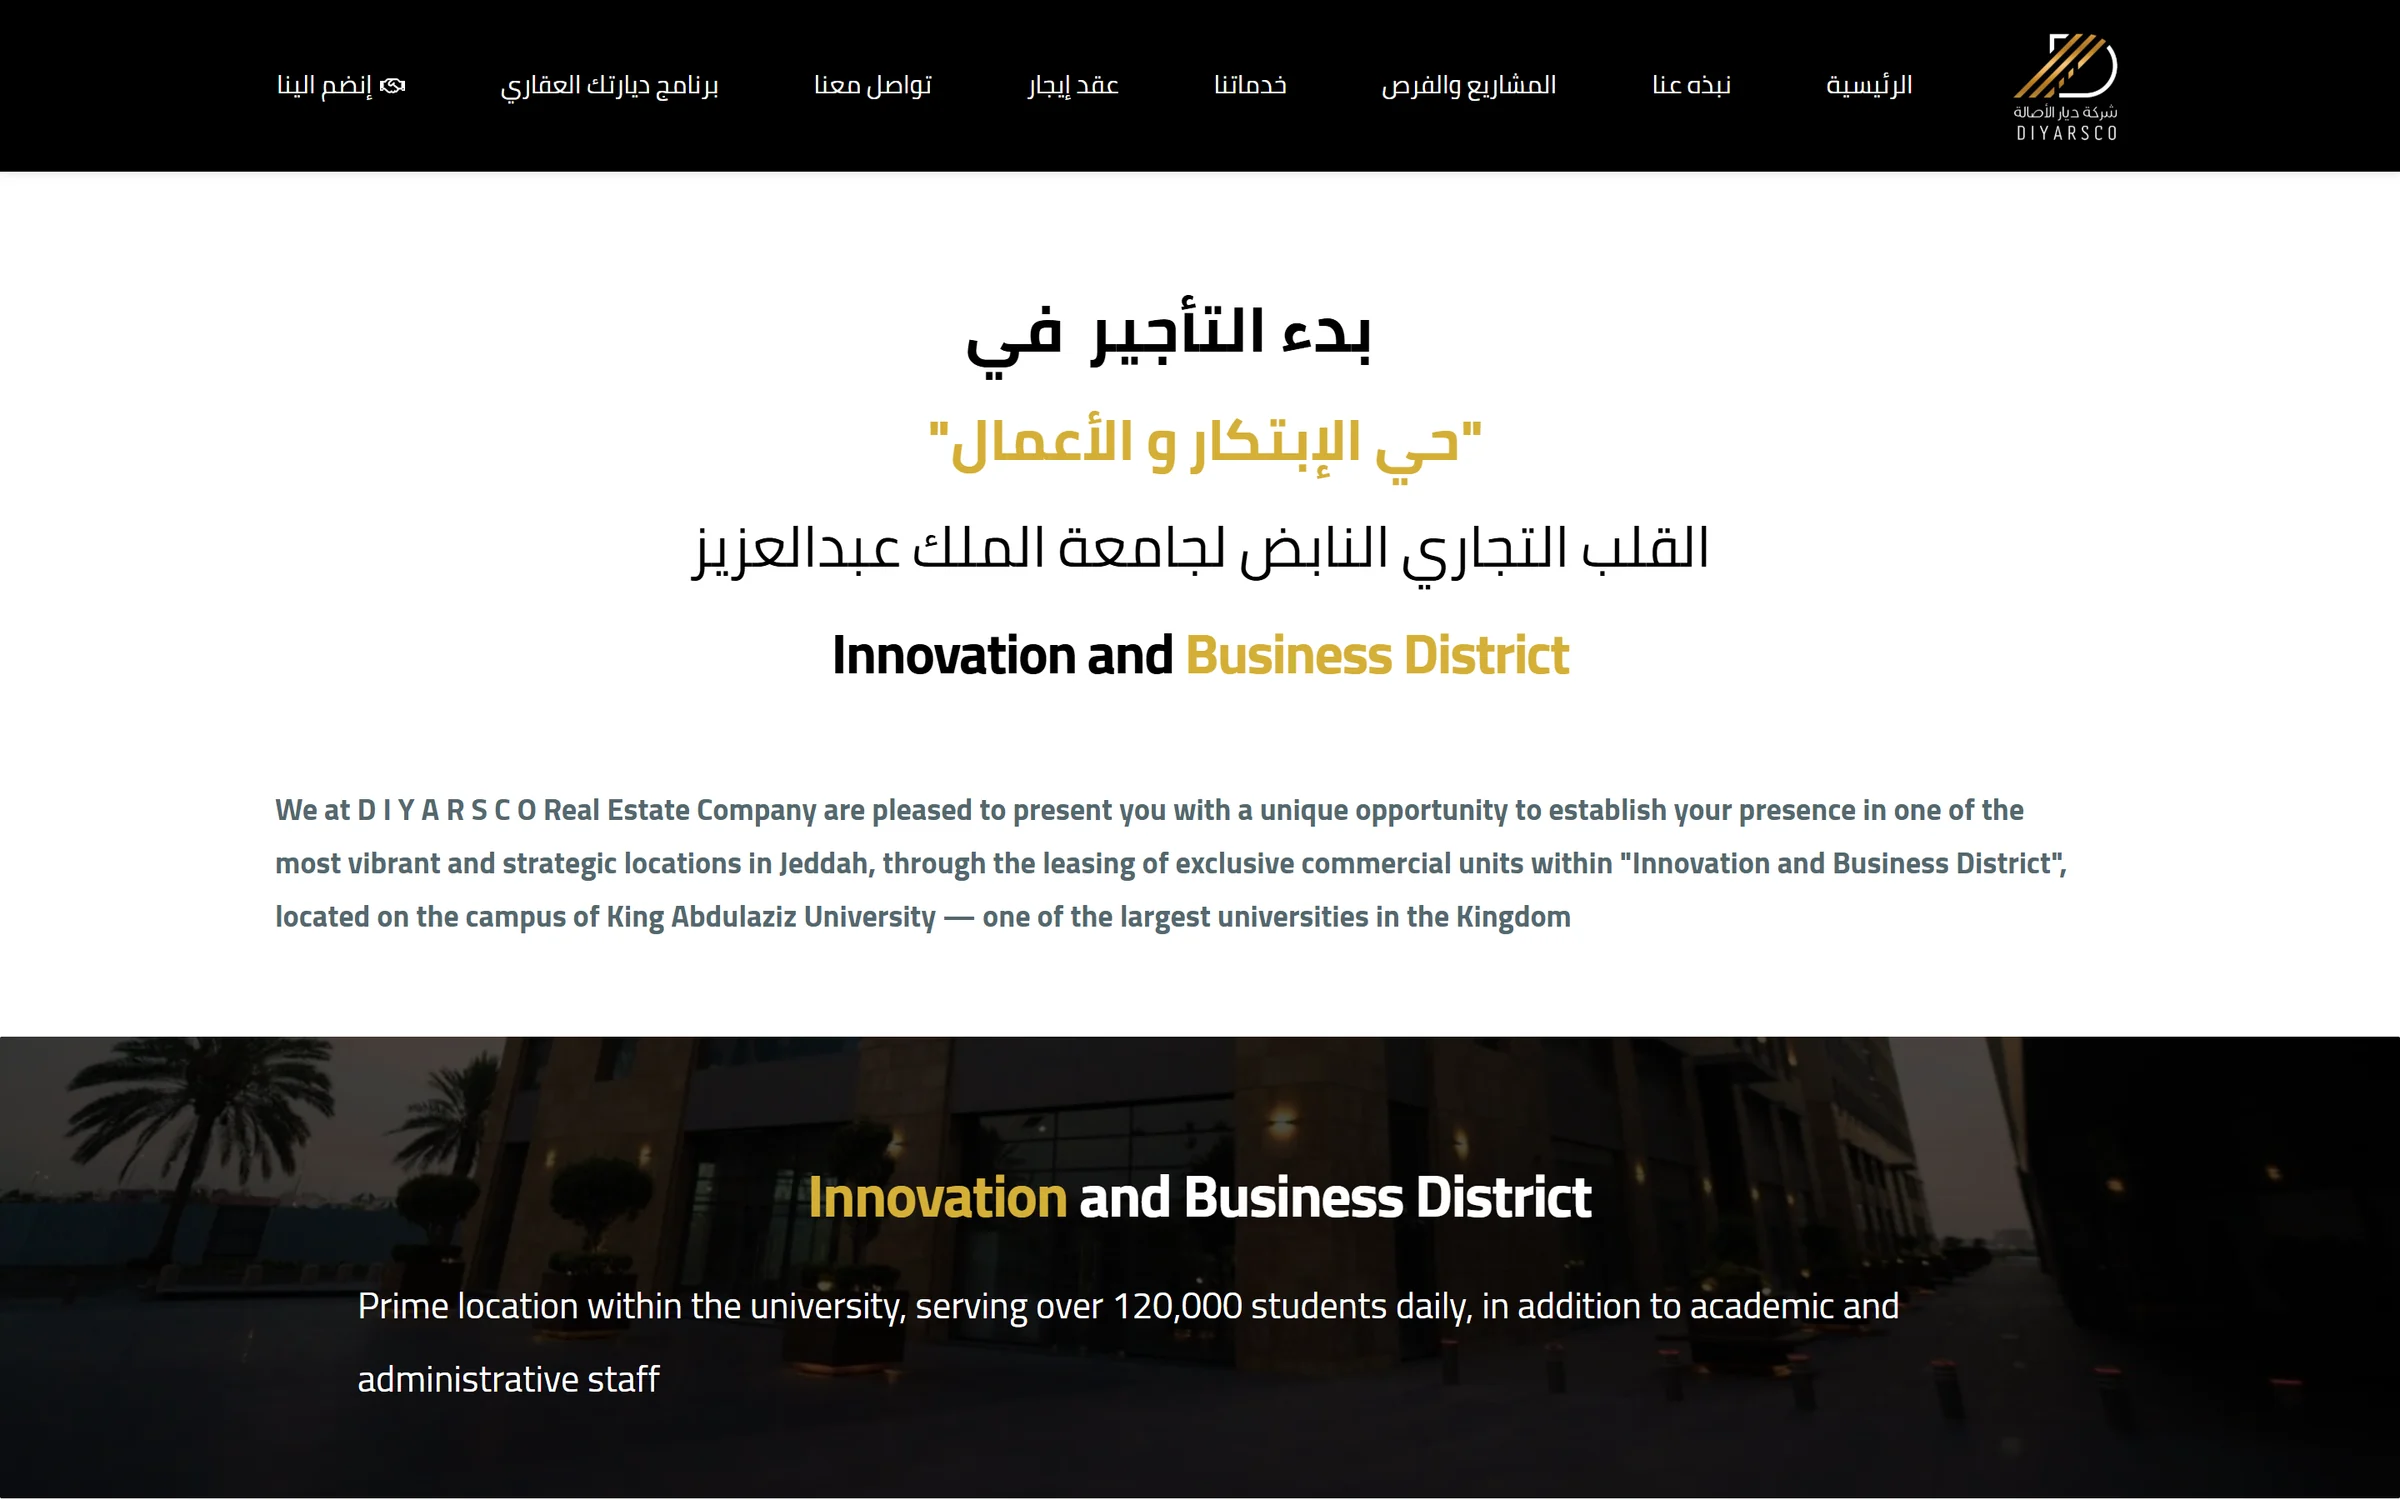 شركة ديار الأصالة
DIYARSCO
الرئيسية
نبذه عنا
المشاريع والفرص
خدماتنا
عقد إيجار
تواصل معنا
برنامج ديارتك العقاري
إنضم الينا
بدء التأجير في
"حي الإبتكار و الأعمال"
القلب التجاري النابض لجامعة الملك عبدالعزيز
Innovation and Business District
We at D I Y A R S C O Real Estate Company are pleased to present you with a unique opportunity to establish your presence in one of the
most vibrant and strategic locations in Jeddah, through the leasing of exclusive commercial units within "Innovation and Business District",
located on the campus of King Abdulaziz University — one of the largest universities in the Kingdom
Innovation and Business District
Prime location within the university, serving over 120,000 students daily, in addition to academic and
administrative staff